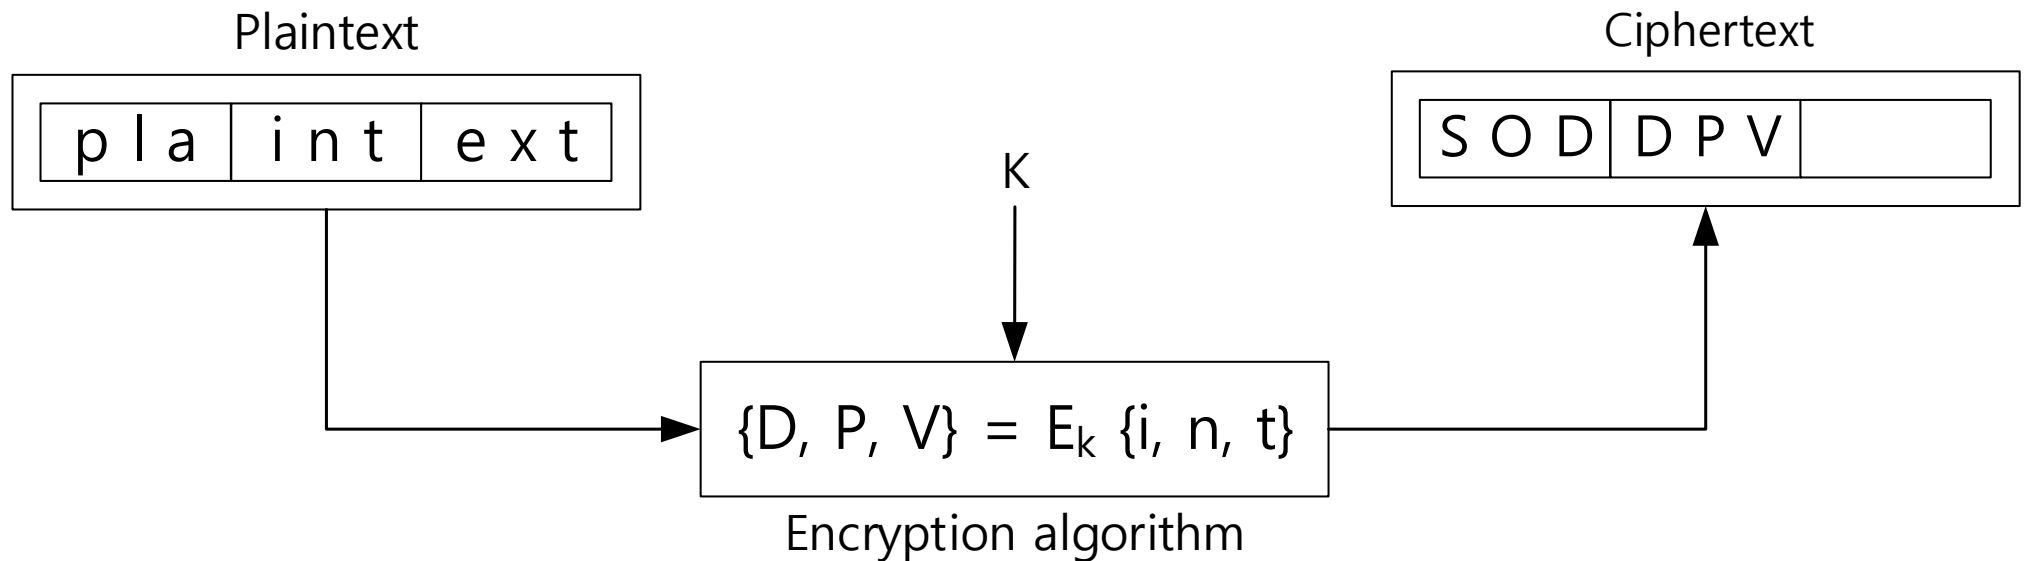 Plaintext
p l a i n t e x t
K
{D, P, V} = Eₖ {i, n, t}
Encryption algorithm
Ciphertext
S O D D P V